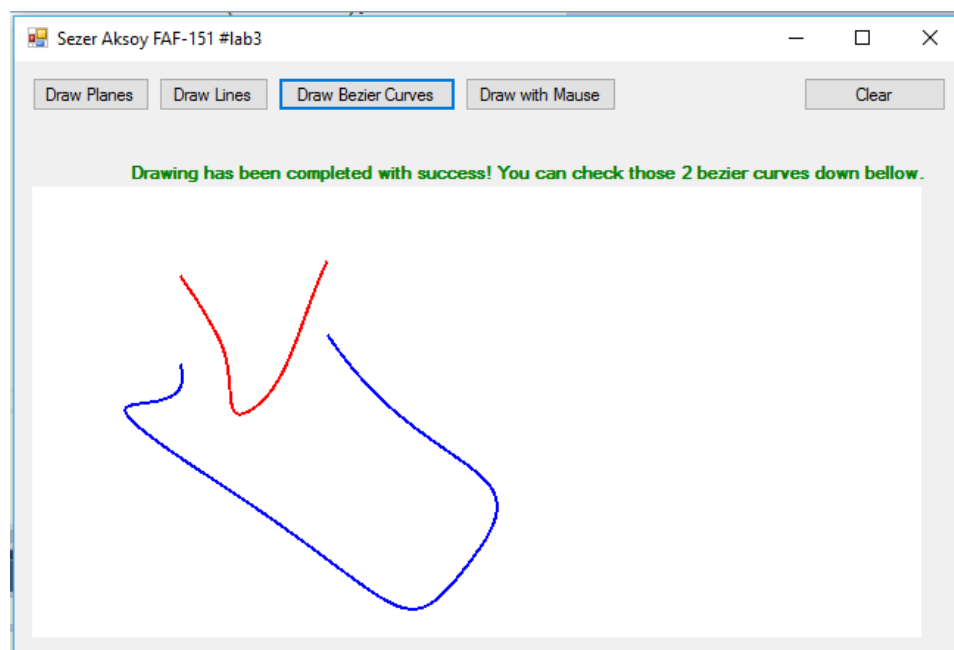 Sezer Aksoy FAF-151 #lab3
Draw Planes Draw Lines Draw Bezier Curves Draw with Mause Clear
Drawing has been completed with success! You can check those 2 bezier curves down bellow.